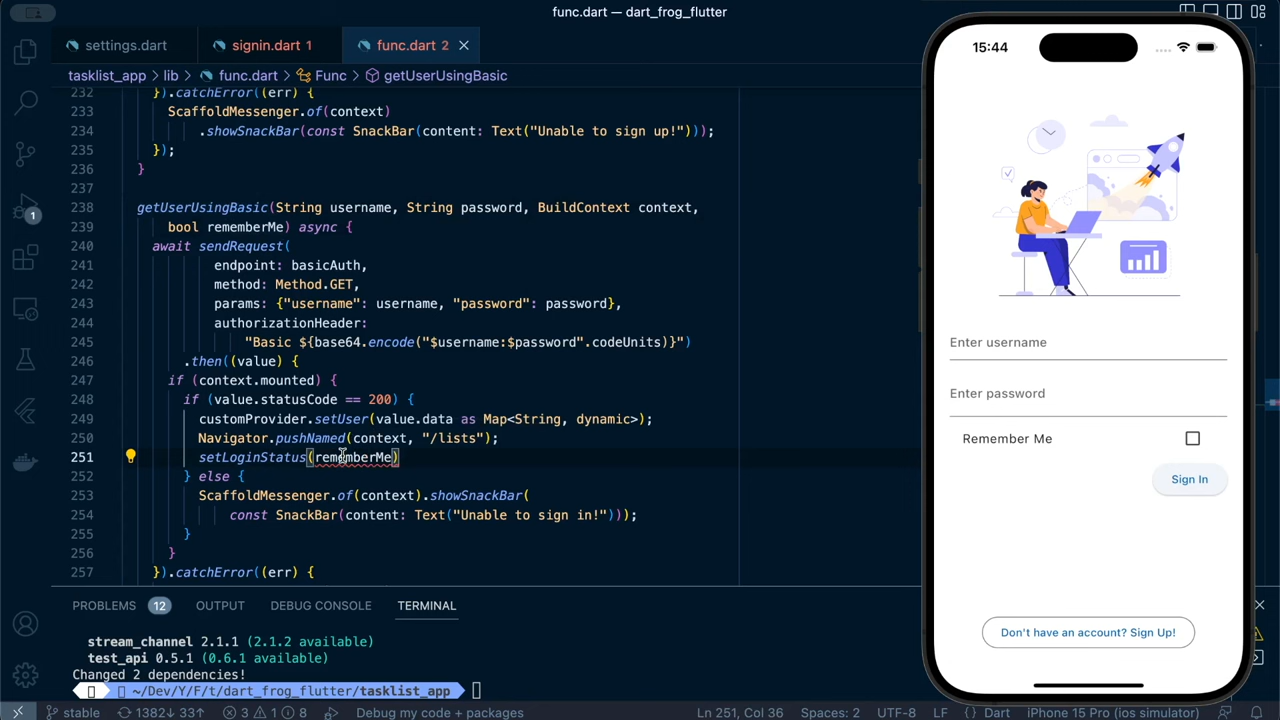 func.dart — dart_frog_flutter
settings.dart
signin.dart 1
func.dart 2
tasklist_app > lib > func.dart > Func > getUserUsingBasic
232 }).catchError((err) {
233 ScaffoldMessenger.of(context)
234 .showSnackBar(const SnackBar(content: Text("Unable to sign up!")));
235 });
236 }
237
238 getUserUsingBasic(String username, String password, BuildContext context,
239 bool rememberMe) async {
240 await sendRequest(
241 endpoint: basicAuth,
242 method: Method.GET,
243 params: {"username": username, "password": password},
244 authorizationHeader:
245 "Basic ${base64.encode("$username:$password".codeUnits)}")
246 .then((value) {
247 if (context.mounted) {
248 if (value.statusCode == 200) {
249 customProvider.setUser(value.data as Map<String, dynamic>);
250 Navigator.pushNamed(context, "/lists");
251 setLoginStatus(rememberMe)
252 } else {
253 ScaffoldMessenger.of(context).showSnackBar(
254 const SnackBar(content: Text("Unable to sign in!")));
255 }
256 }
257 }).catchError((err) {
1
PROBLEMS 12 OUTPUT DEBUG CONSOLE TERMINAL
stream_channel 2.1.1 (2.1.2 available)
test_api 0.5.1 (0.6.1 available)
Changed 2 dependencies!
~/Dev/Y/F/t/dart_frog_flutter/tasklist_app
stable 1382↓ 33↑ 3 1 8 Debug my code + packages Ln 251, Col 36 Spaces: 2 UTF-8 LF {} Dart iPhone 15 Pro (ios simulator)
15:44
Enter username
Enter password
Remember Me
Sign In
Don't have an account? Sign Up!